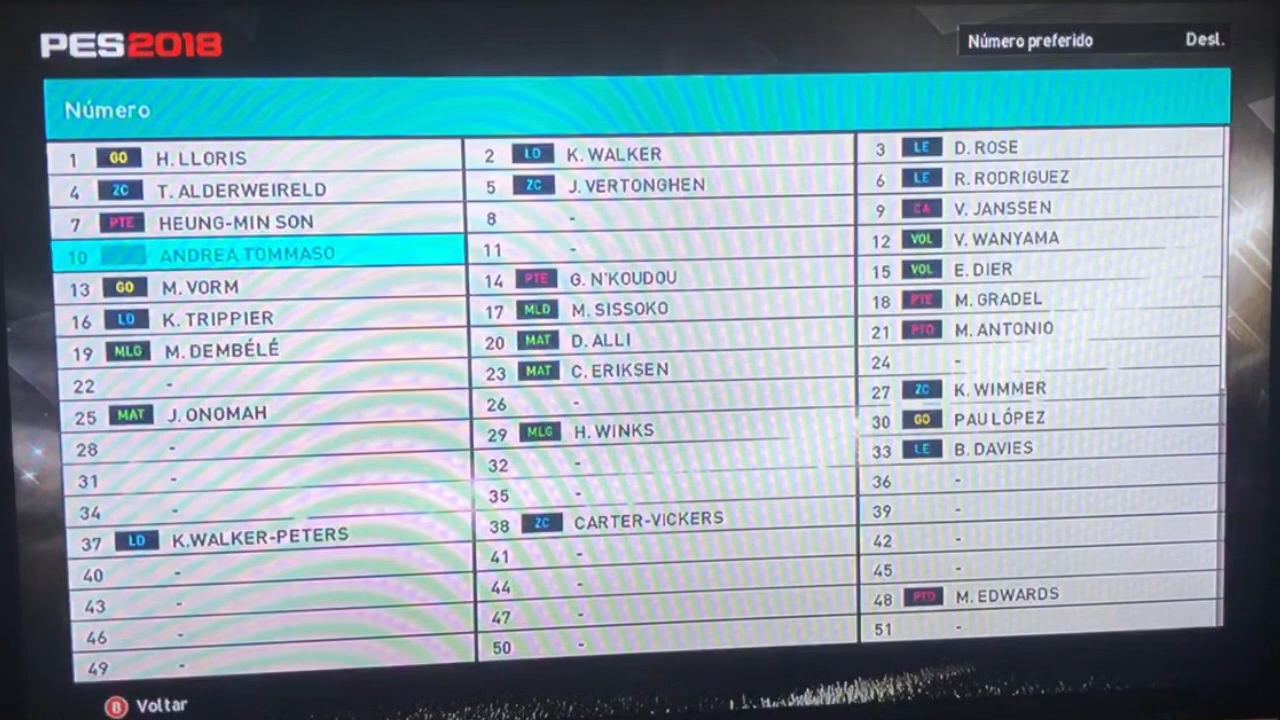 PES2018
Número preferido Desl.
Número
1 GO H. LLORIS 2 LD K. WALKER 3 LE D. ROSE
4 ZC T. ALDERWEIRELD 5 ZC J. VERTONGHEN 6 LE R. RODRIGUEZ
7 PTE HEUNG-MIN SON 8 - 9 CA V. JANSSEN
10 ANDREA TOMMASO 11 - 12 VOL V. WANYAMA
13 GO M. VORM 14 PTE G. N'KOUDOU 15 VOL E. DIER
16 LD K. TRIPPIER 17 MLD M. SISSOKO 18 PTE M. GRADEL
19 MLG M. DEMBÉLÉ 20 MAT D. ALLI 21 PTD M. ANTONIO
22 - 23 MAT C. ERIKSEN 24 -
25 MAT J. ONOMAH 26 - 27 ZC K. WIMMER
28 - 29 MLG H. WINKS 30 GO PAU LÓPEZ
31 - 32 - 33 LE B. DAVIES
34 - 35 - 36 -
37 LD K.WALKER-PETERS 38 ZC CARTER-VICKERS 39 -
40 - 41 - 42 -
43 - 44 - 45 -
46 - 47 - 48 PTD M. EDWARDS
49 - 50 - 51 -
B Voltar